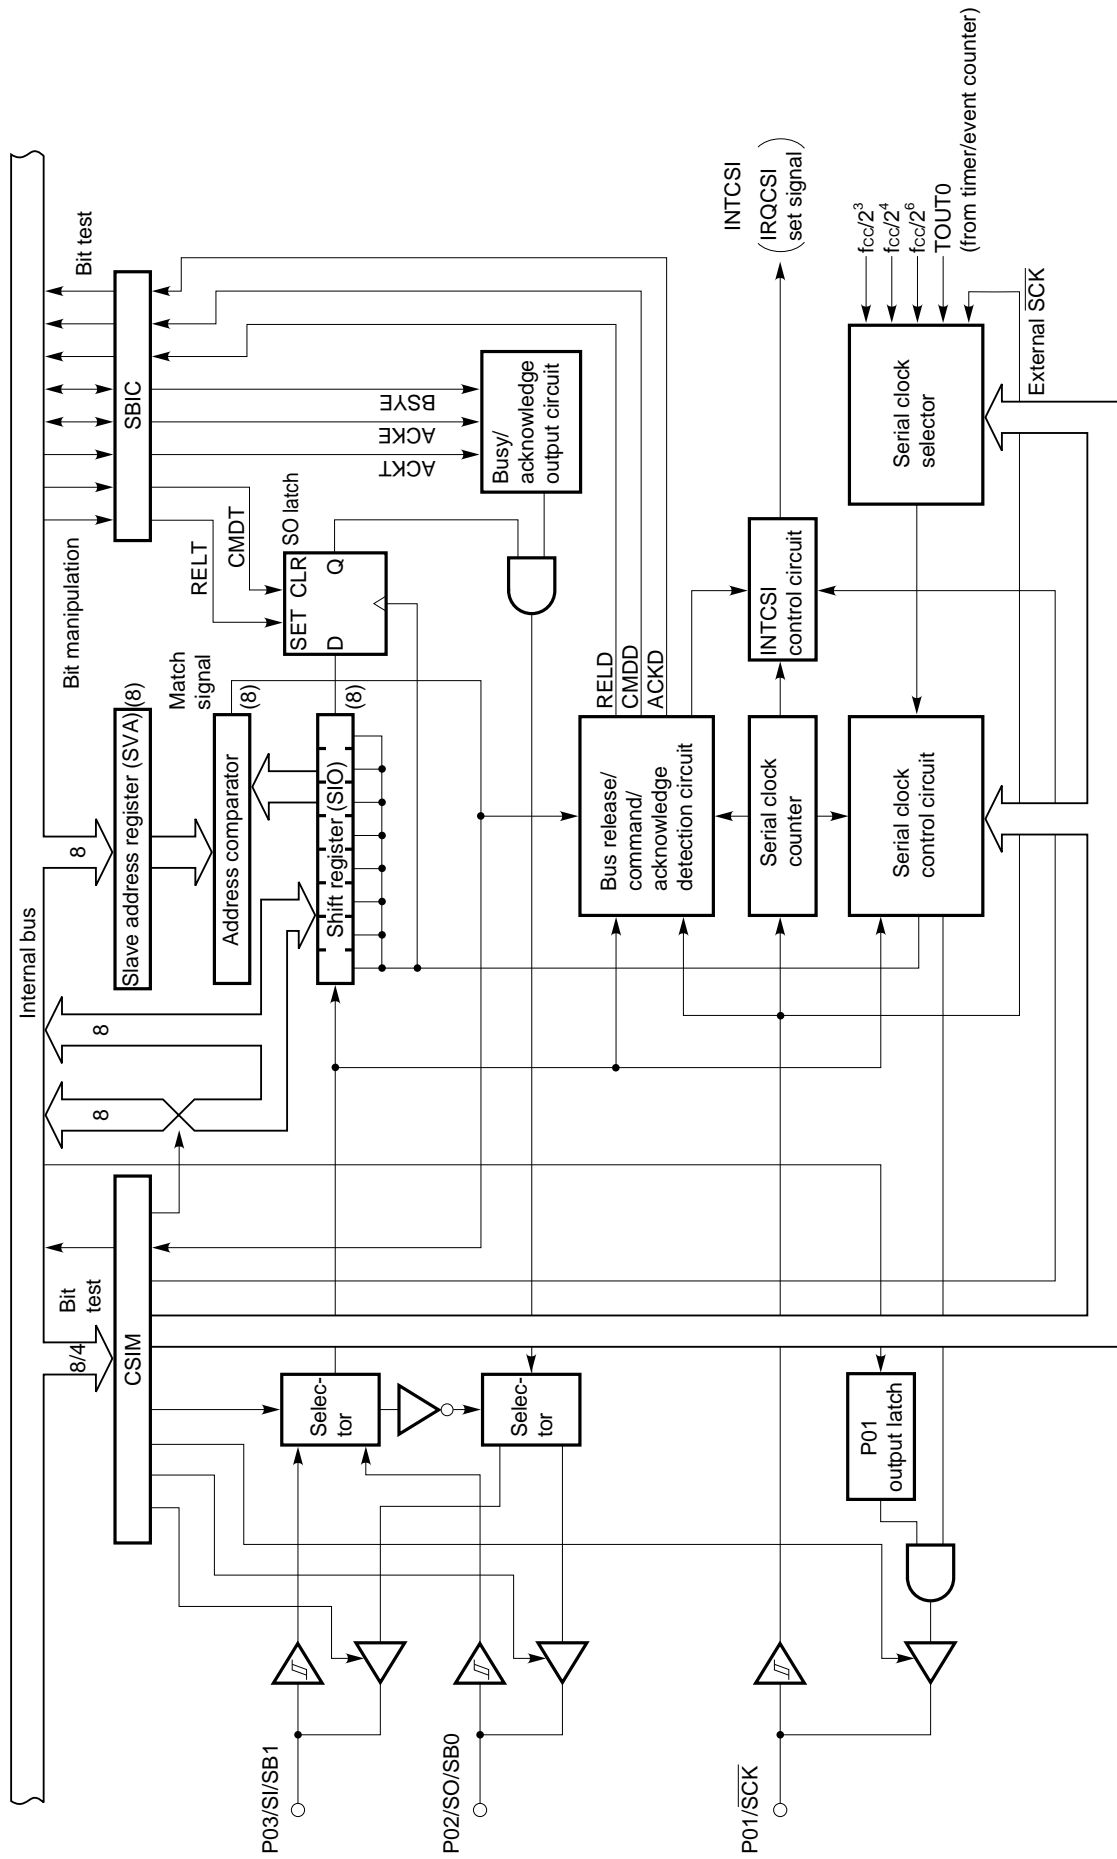 Internal bus
8/4
Bit
test
8
8
8
Bit manipulation
Bit test
CSIM
Slave address register (SVA)
(8)
SBIC
Address comparator
Match
signal
(8)
RELT
CMDT
ACKT
ACKE
BSYE
P03/SI/SB1
Selec-
tor
Shift register (SIO)
(8)
SET CLR
D
Q
SO latch
Busy/
acknowledge
output circuit
P02/SO/SB0
Selec-
tor
Bus release/
command/
acknowledge
detection circuit
RELD
CMDD
ACKD
INTCSI
IRQCSI
set signal
Serial clock
counter
INTCSI
control circuit
P01/SCK
P01
output latch
Serial clock
control circuit
Serial clock
selector
fcc/2³
fcc/2⁴
fcc/2⁶
TOUT0
(from timer/event counter)
External SCK